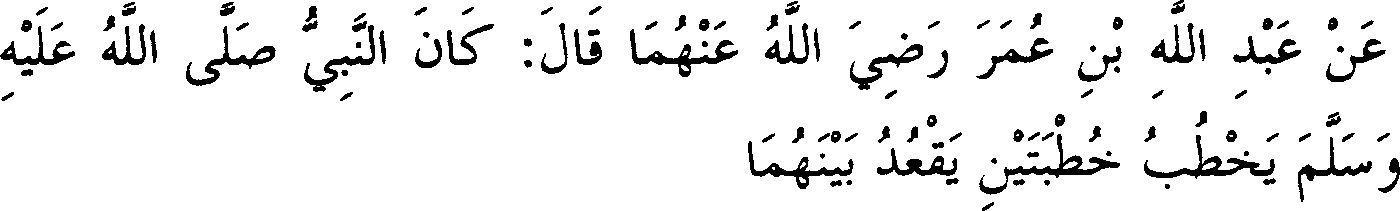 عَنْ عَبْدِ اللَّهِ بْنِ عُمَرَ رَضِيَ اللَّهُ عَنْهُمَا قَالَ: كَانَ النَّبِيُّ صَلَّى اللَّهُ عَلَيْهِ
وَسَلَّمَ يَخْطُبُ خُطْبَتَيْنِ يَقْعُدُ بَيْنَهُمَا